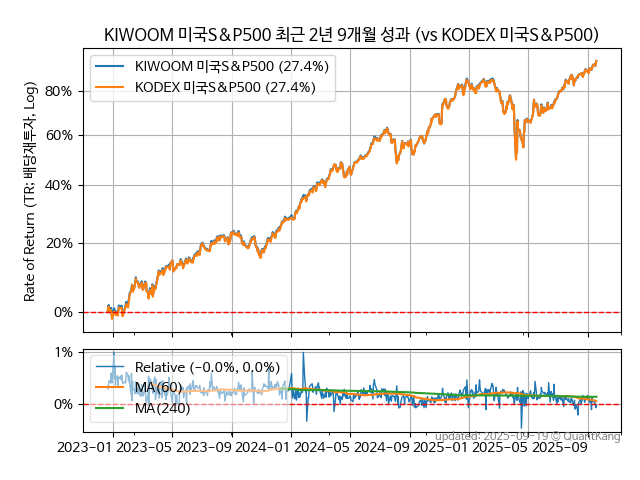 KIWOOM 미국S&P500 최근 2년 9개월 성과 (vs KODEX 미국S&P500)
Rate of Return (TR; 배당재투자, Log)
KIWOOM 미국S&P500 (27.4%)
KODEX 미국S&P500 (27.4%)
80%
60%
40%
20%
0%
1%
0%
Relative (−0.0%, 0.0%)
MA(60)
MA(240)
2023−01 2023−05 2023−09 2024−01 2024−05 2024−09 2025−01 2025−05 2025−09
updated: 2025−09−19 © QuantKang